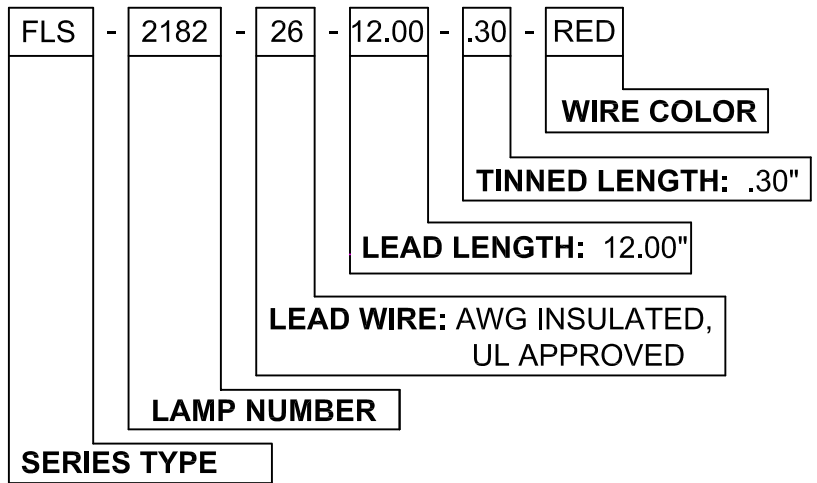 FLS - 2182 - 26 - 12.00 - .30 - RED
WIRE COLOR
TINNED LENGTH: .30"
LEAD LENGTH: 12.00"
LEAD WIRE: AWG INSULATED,
UL APPROVED
LAMP NUMBER
SERIES TYPE